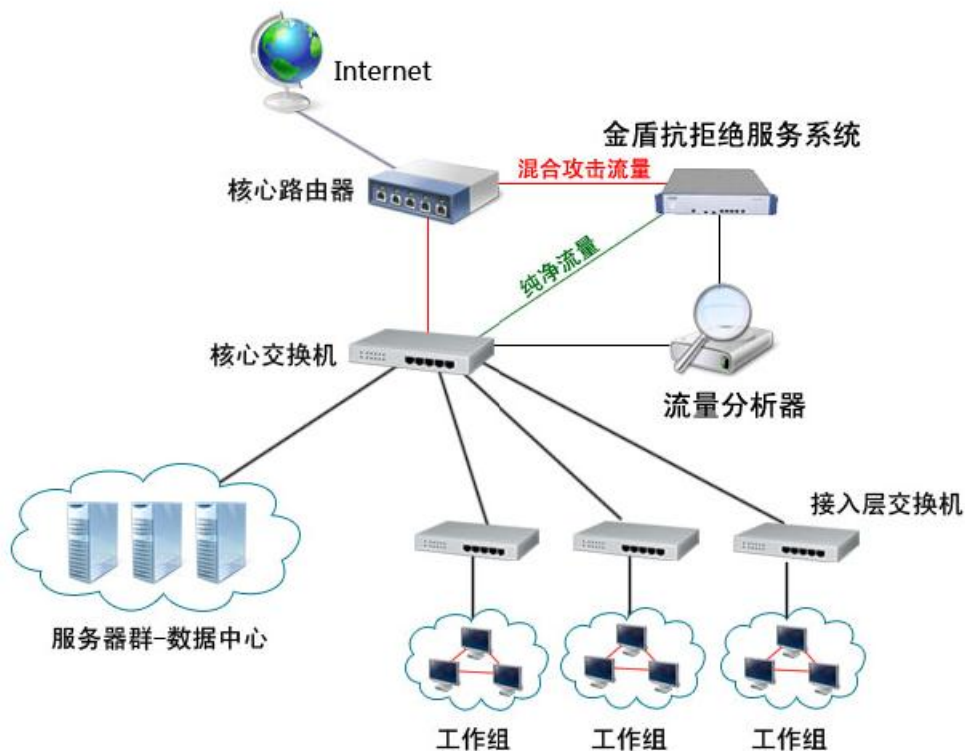 Internet
金盾抗拒绝服务系统
混合攻击流量
核心路由器
纯净流量
核心交换机
流量分析器
接入层交换机
服务器群-数据中心
工作组
工作组
工作组